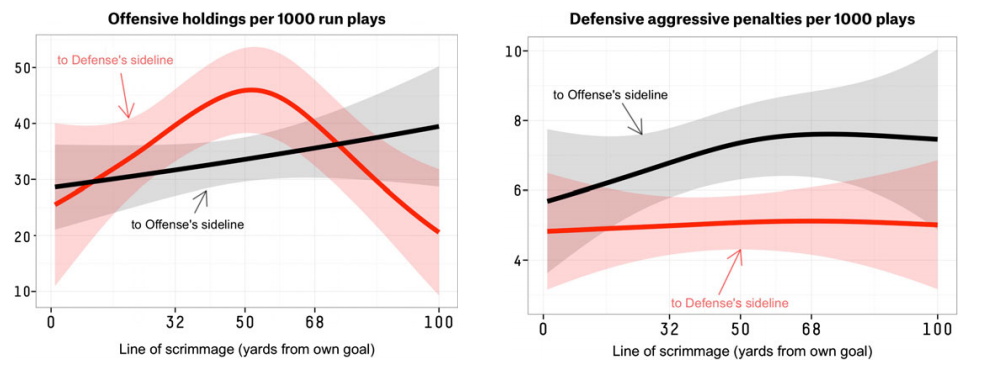 Offensive holdings per 1000 run plays
to Defense's sideline
50
40
30
20
10
to Offense's sideline
0 32 50 68 100
Line of scrimmage (yards from own goal)
Defensive aggressive penalties per 1000 plays
10
to Offense's sideline
8
6
4
to Defense's sideline
0 32 50 68 100
Line of scrimmage (yards from own goal)